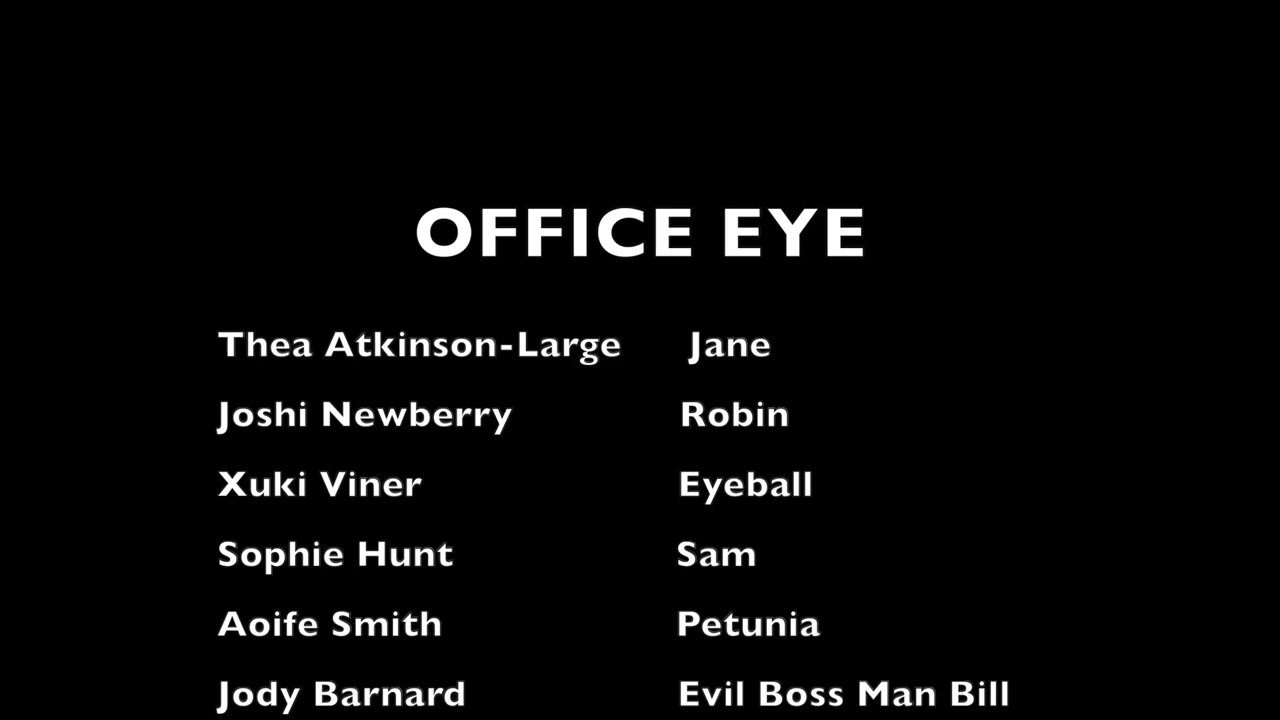 OFFICE EYE
Thea Atkinson-Large Jane
Joshi Newberry Robin
Xuki Viner Eyeball
Sophie Hunt Sam
Aoife Smith Petunia
Jody Barnard Evil Boss Man Bill